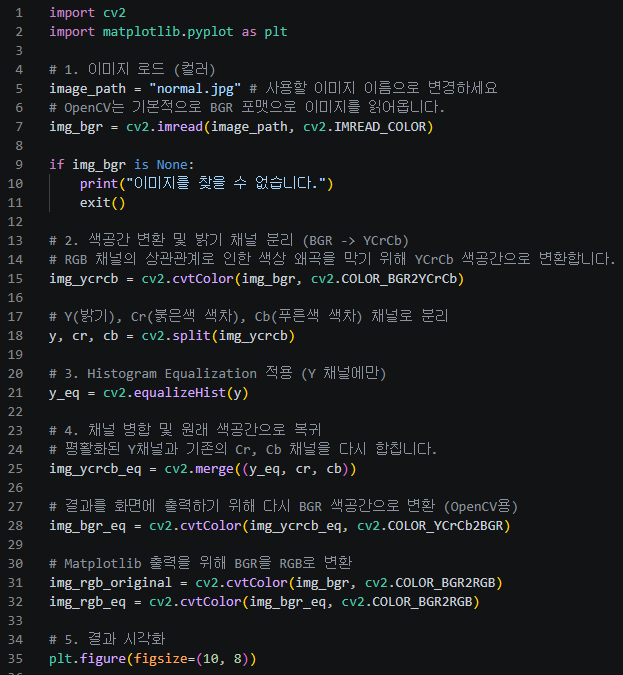 1 import cv2
2 import matplotlib.pyplot as plt
3
4 # 1. 이미지 로드 (컬러)
5 image_path = "normal.jpg" # 사용할 이미지 이름으로 변경하세요
6 # OpenCV는 기본적으로 BGR 포맷으로 이미지를 읽어옵니다.
7 img_bgr = cv2.imread(image_path, cv2.IMREAD_COLOR)
8
9 if img_bgr is None:
10     print("이미지를 찾을 수 없습니다.")
11     exit()
12
13 # 2. 색공간 변환 및 밝기 채널 분리 (BGR -> YCrCb)
14 # RGB 채널의 상관관계로 인한 색상 왜곡을 막기 위해 YCrCb 색공간으로 변환합니다.
15 img_ycrcb = cv2.cvtColor(img_bgr, cv2.COLOR_BGR2YCrCb)
16
17 # Y(밝기), Cr(붉은색 색차), Cb(푸른색 색차) 채널로 분리
18 y, cr, cb = cv2.split(img_ycrcb)
19
20 # 3. Histogram Equalization 적용 (Y 채널에만)
21 y_eq = cv2.equalizeHist(y)
22
23 # 4. 채널 병합 및 원래 색공간으로 복귀
24 # 평활화된 Y채널과 기존의 Cr, Cb 채널을 다시 합칩니다.
25 img_ycrcb_eq = cv2.merge((y_eq, cr, cb))
26
27 # 결과를 화면에 출력하기 위해 다시 BGR 색공간으로 변환 (OpenCV용)
28 img_bgr_eq = cv2.cvtColor(img_ycrcb_eq, cv2.COLOR_YCrCb2BGR)
29
30 # Matplotlib 출력을 위해 BGR을 RGB로 변환
31 img_rgb_original = cv2.cvtColor(img_bgr, cv2.COLOR_BGR2RGB)
32 img_rgb_eq = cv2.cvtColor(img_bgr_eq, cv2.COLOR_BGR2RGB)
33
34 # 5. 결과 시각화
35 plt.figure(figsize=(10, 8))